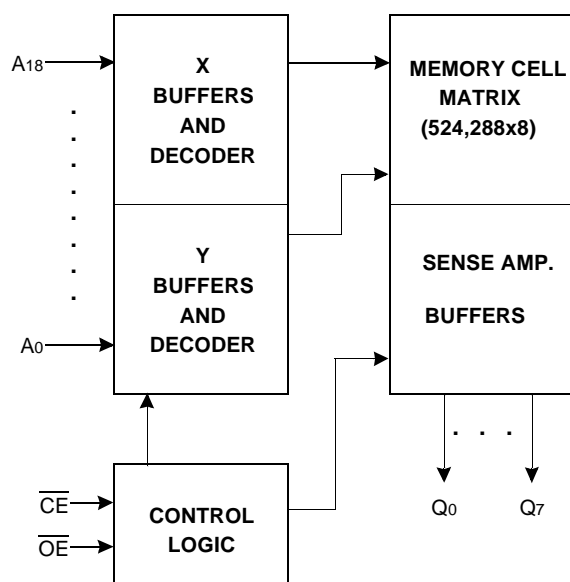 A18
X
BUFFERS
AND
DECODER
MEMORY CELL
MATRIX
(524,288x8)
Y
BUFFERS
AND
DECODER
SENSE AMP.
BUFFERS
A0
CE
OE
CONTROL
LOGIC
Q0
Q7